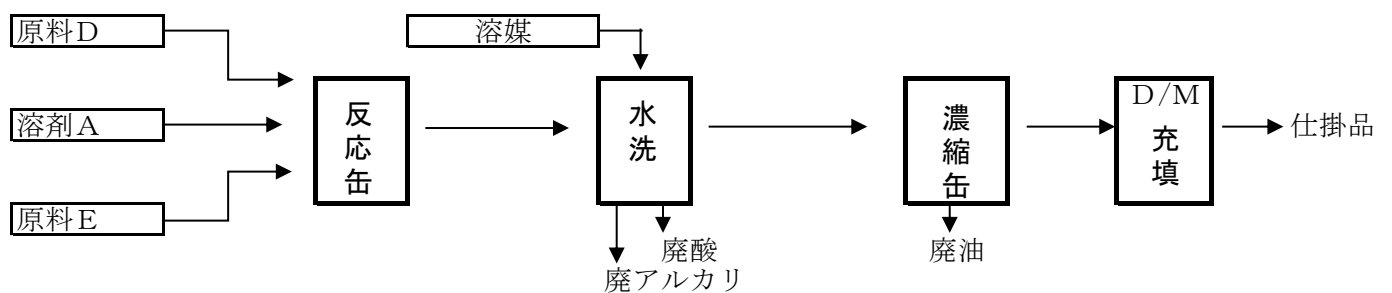 原料Ｄ
溶媒
溶剤Ａ
原料Ｅ
反応缶
水洗
濃縮缶
Ｄ/Ｍ
充填
仕掛品
廃酸
廃アルカリ
廃油